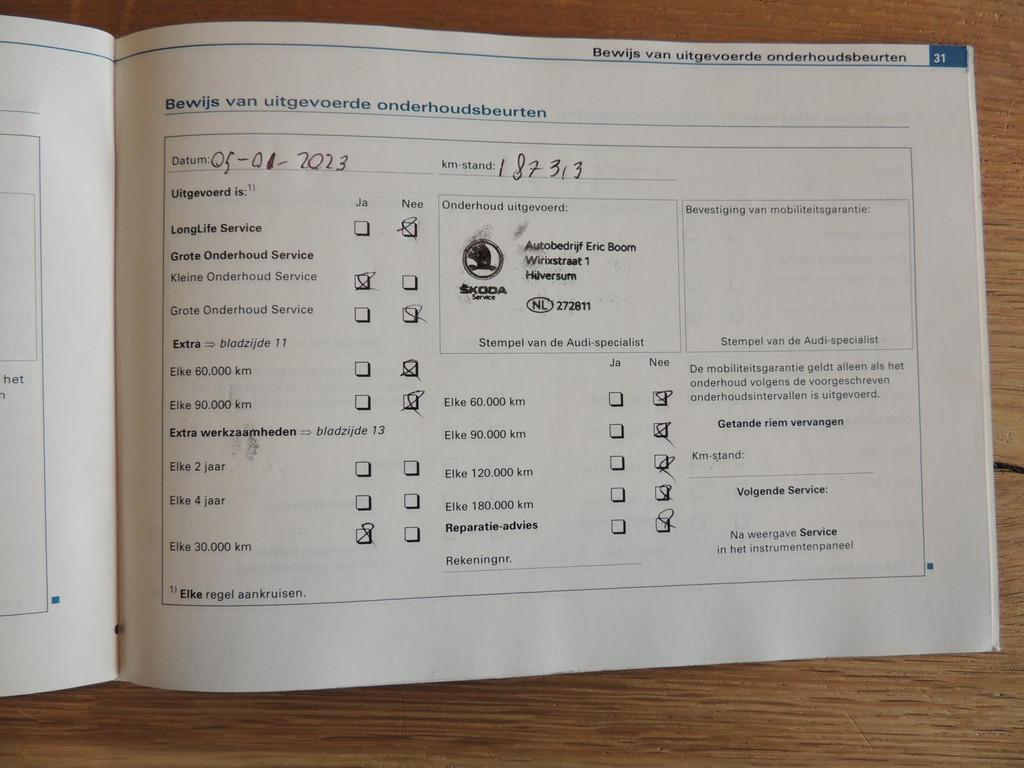 Bewijs van uitgevoerde onderhoudsbeurten 31
Bewijs van uitgevoerde onderhoudsbeurten
Datum: 05-01-2023
km-stand: 187313
Uitgevoerd is:1)
Ja Nee
LongLife Service
Grote Onderhoud Service
Kleine Onderhoud Service
Grote Onderhoud Service
Extra ⇒ bladzijde 11
Elke 60.000 km
Elke 90.000 km
Extra werkzaamheden ⇒ bladzijde 13
Elke 2 jaar
Elke 4 jaar
Elke 30.000 km
1) Elke regel aankruisen.
Onderhoud uitgevoerd:
ŠKODA
Service
Autobedrijf Eric Boom
Wirixstraat 1
Hilversum
NL 272811
Stempel van de Audi-specialist
Ja Nee
Elke 60.000 km
Elke 90.000 km
Elke 120.000 km
Elke 180.000 km
Reparatie-advies
Rekeningnr.
Bevestiging van mobiliteitsgarantie:
Stempel van de Audi-specialist
De mobiliteitsgarantie geldt alleen als het
onderhoud volgens de voorgeschreven
onderhoudsintervallen is uitgevoerd.
Getande riem vervangen
Km-stand:
Volgende Service:
Na weergave Service
in het instrumentenpaneel
het